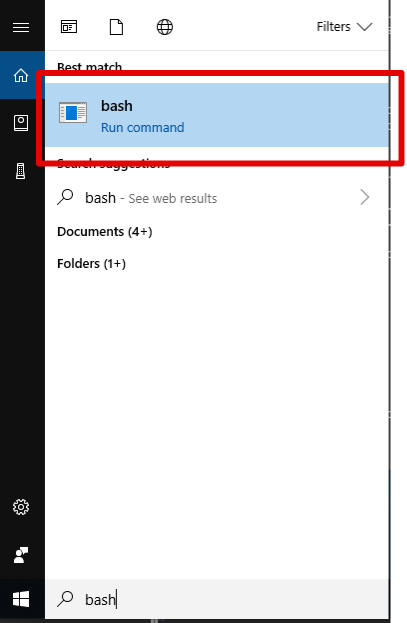 Filters
Best match
bash
Run command
Search suggestions
bash - See web results
Documents (4+)
Folders (1+)
bash